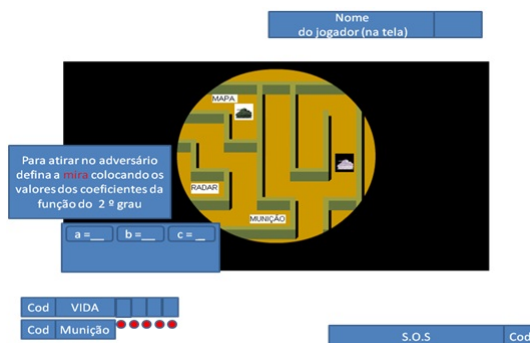 Nome
do jogador (na tela)
MAPA
Para atirar no adversário
defina a mira colocando os
valores dos coeficientes da
função do 2 º grau
RADAR
MUNIÇÃO
a =__ b =__ c = _
Cod VIDA
Cod Munição
S.O.S Cod